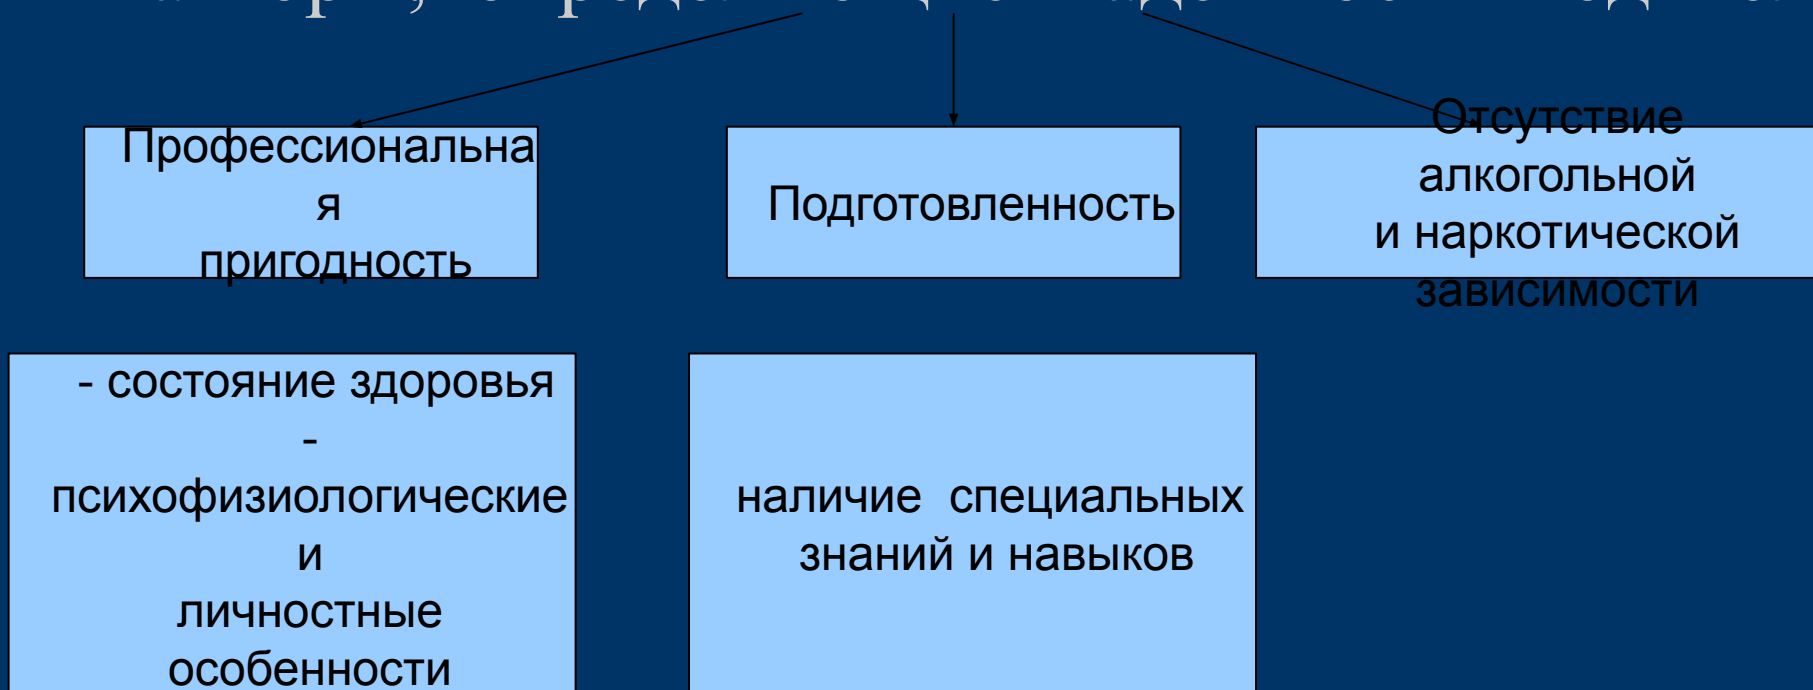 Профессиональна
я
пригодность
Подготовленность
Отсутствие
алкогольной
и наркотической
зависимости
- состояние здоровья
-
психофизиологические
и
личностные
особенности
наличие специальных
знаний и навыков